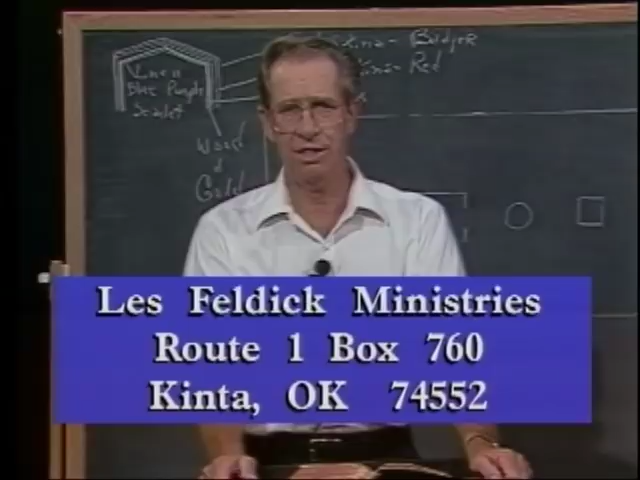 Badger
Red
Linen
Blue Purple
Scarlet
Wood
&
Gold
Les Feldick Ministries
Route 1 Box 760
Kinta, OK 74552